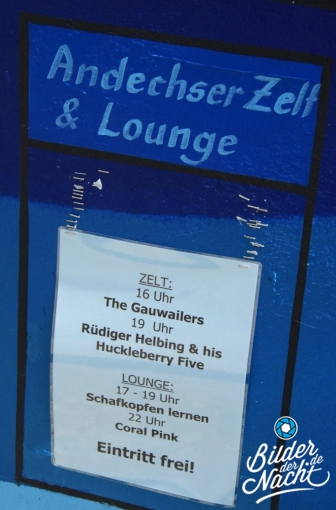 Andechser Zelt
& Lounge
ZELT:
16 Uhr
The Gauwailers
19 Uhr
Rüdiger Helbing & his
Huckleberry Five
LOUNGE:
17 - 19 Uhr
Schafkopfen lernen
22 Uhr
Coral Pink
Eintritt frei!
Bilder
der
Nacht
.de